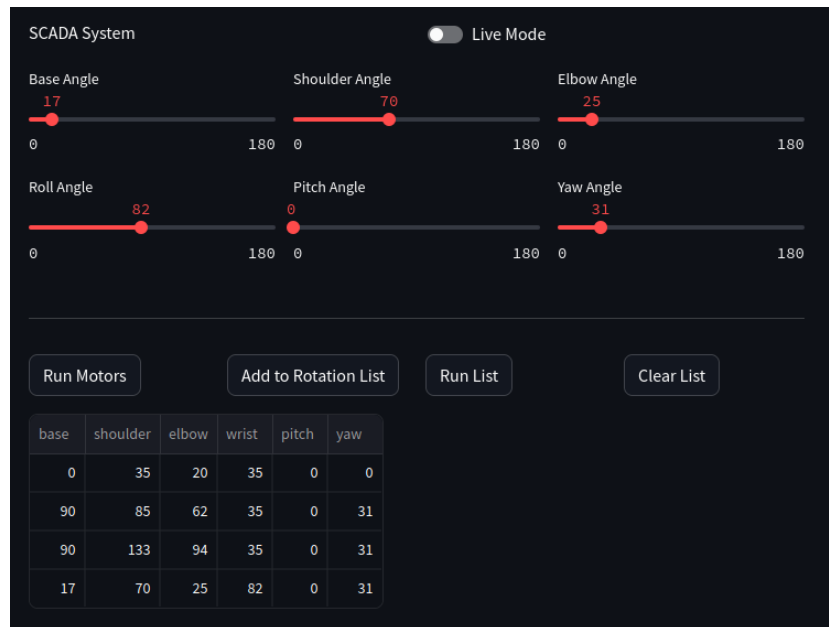 SCADA System Live Mode
Base Angle Shoulder Angle Elbow Angle
17 70 25
0 180 0 180 0 180
Roll Angle Pitch Angle Yaw Angle
82 0 31
0 180 0 180 0 180
Run Motors Add to Rotation List Run List Clear List
base shoulder elbow wrist pitch yaw
0 35 20 35 0 0
90 85 62 35 0 31
90 133 94 35 0 31
17 70 25 82 0 31